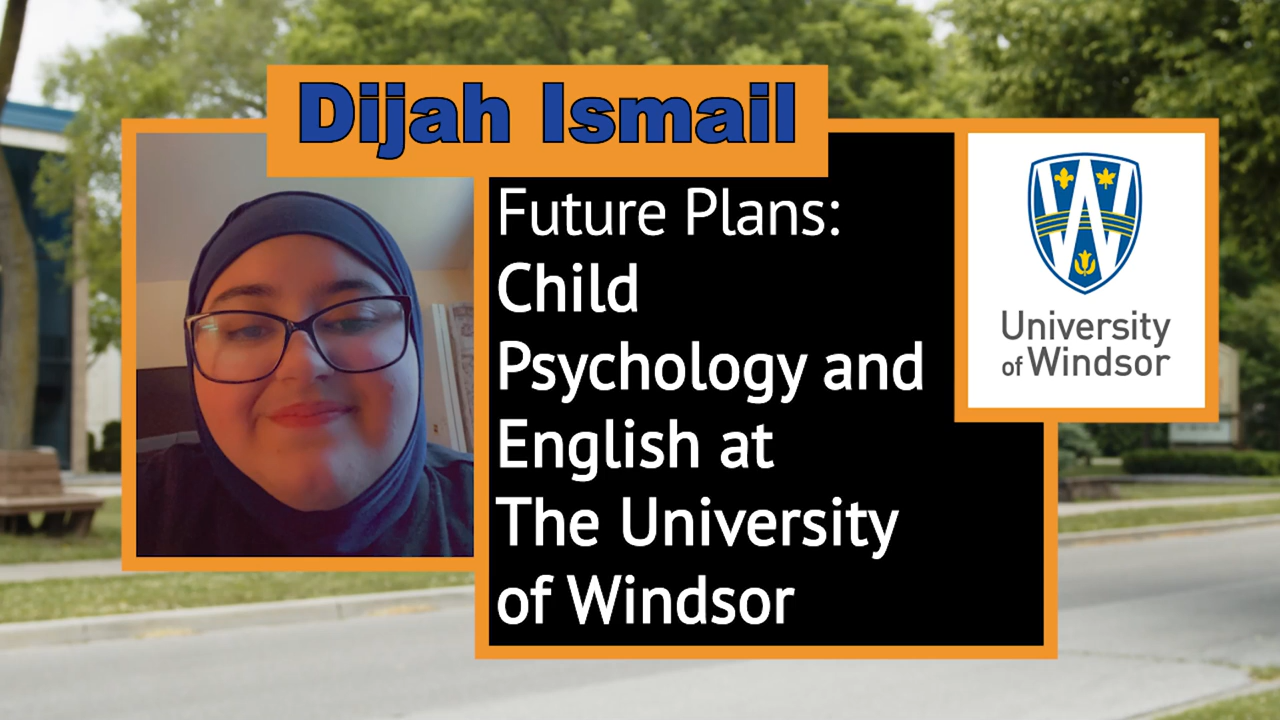 Dijah Ismail
Future Plans:
Child
Psychology and
English at
The University
of Windsor
University
of Windsor